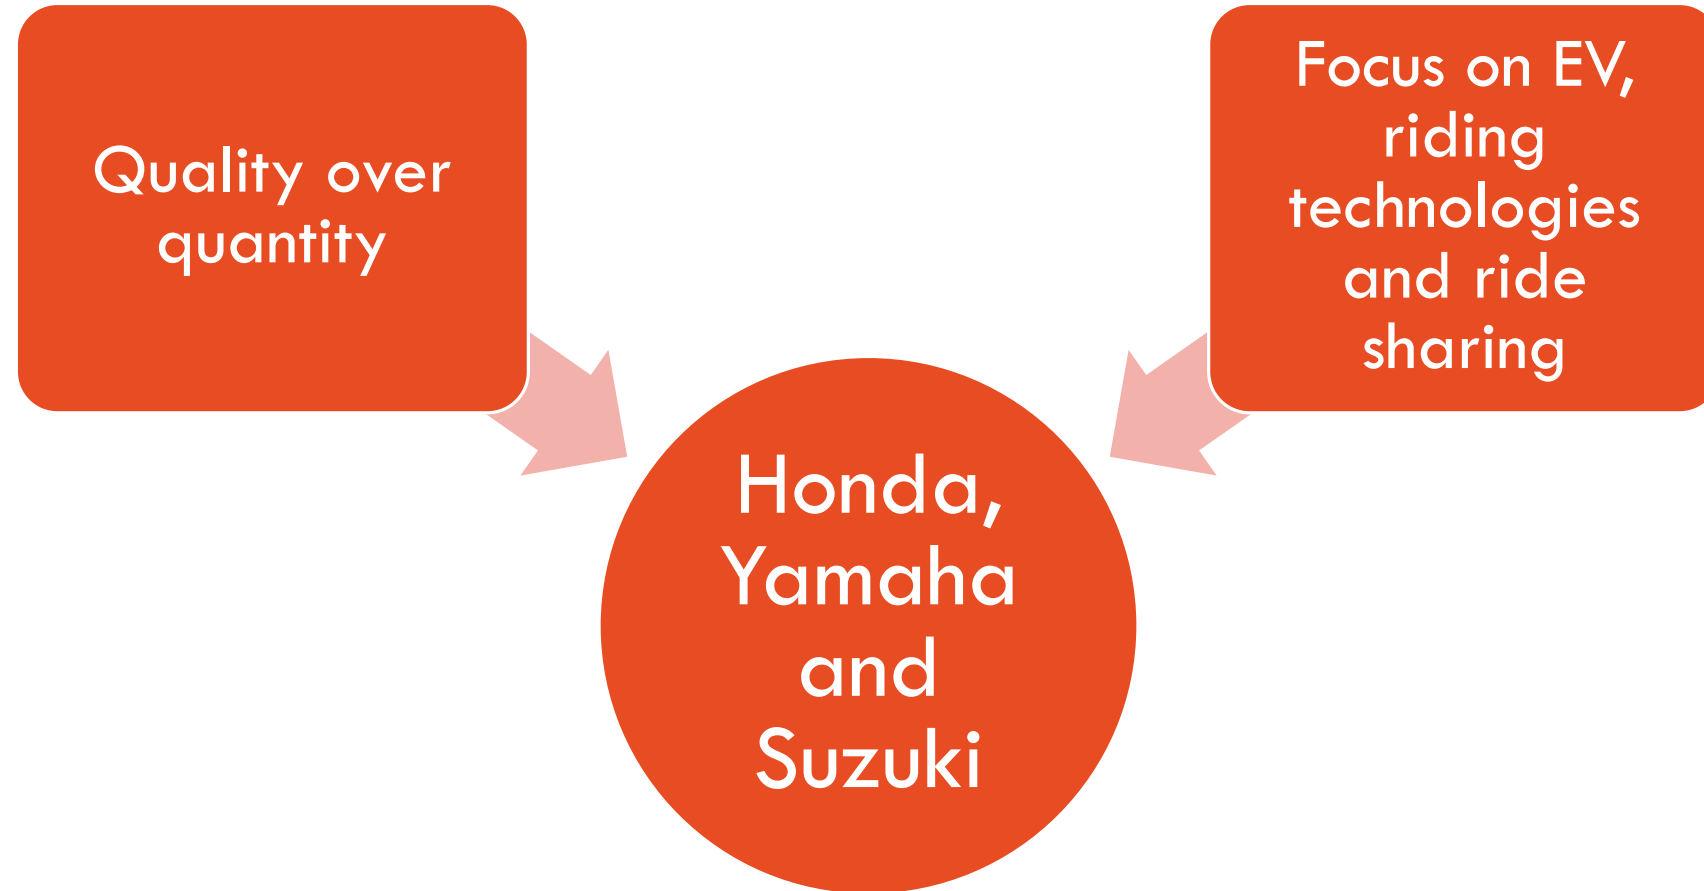 Quality over
quantity
Focus on EV,
riding
technologies
and ride
sharing
Honda,
Yamaha
and
Suzuki